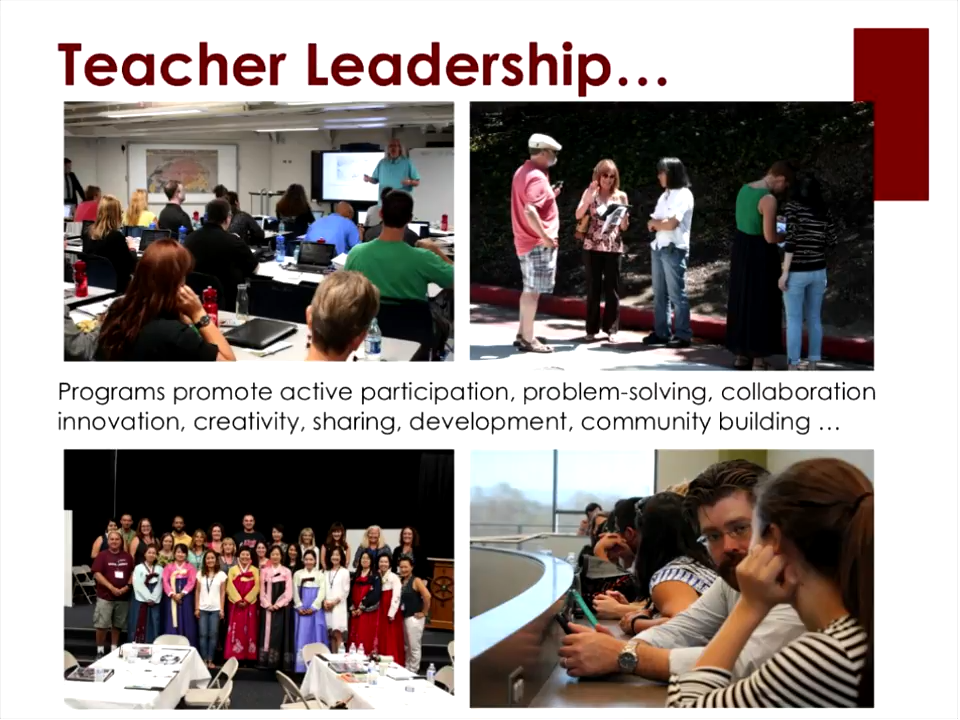 Teacher Leadership...
Programs promote active participation, problem-solving, collaboration
innovation, creativity, sharing, development, community building ...